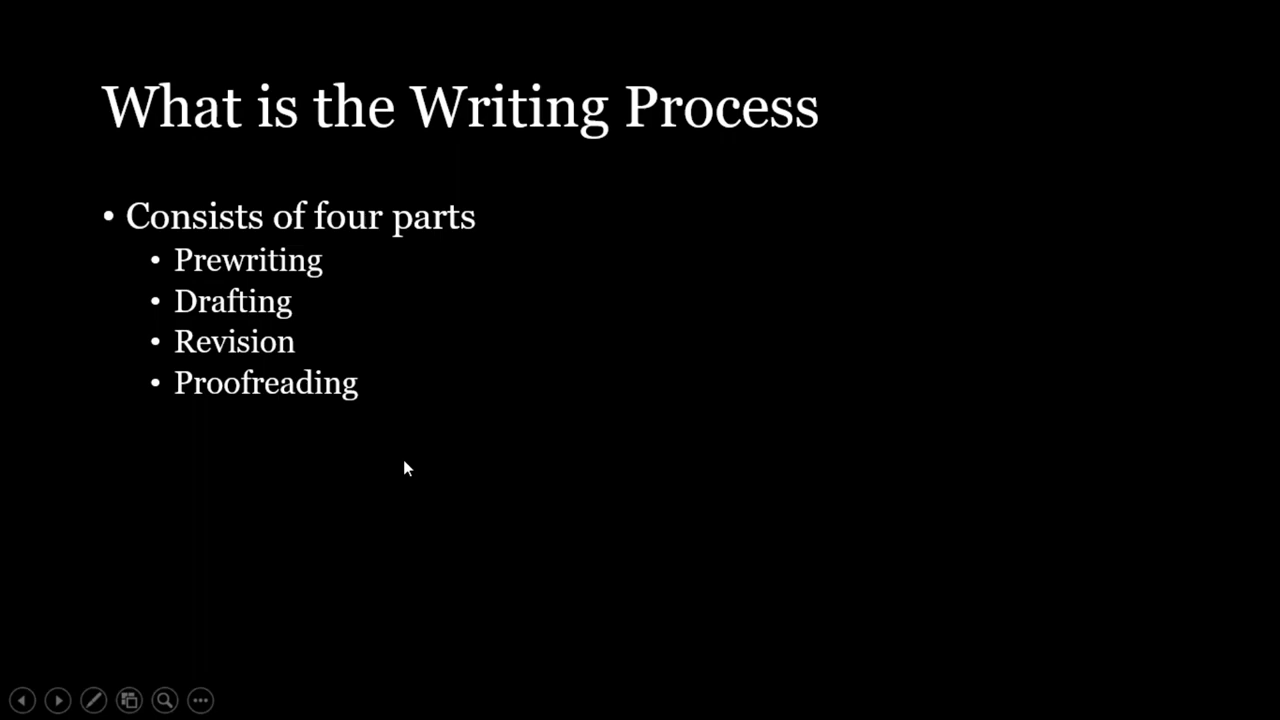 What is the Writing Process
• Consists of four parts
• Prewriting
• Drafting
• Revision
• Proofreading